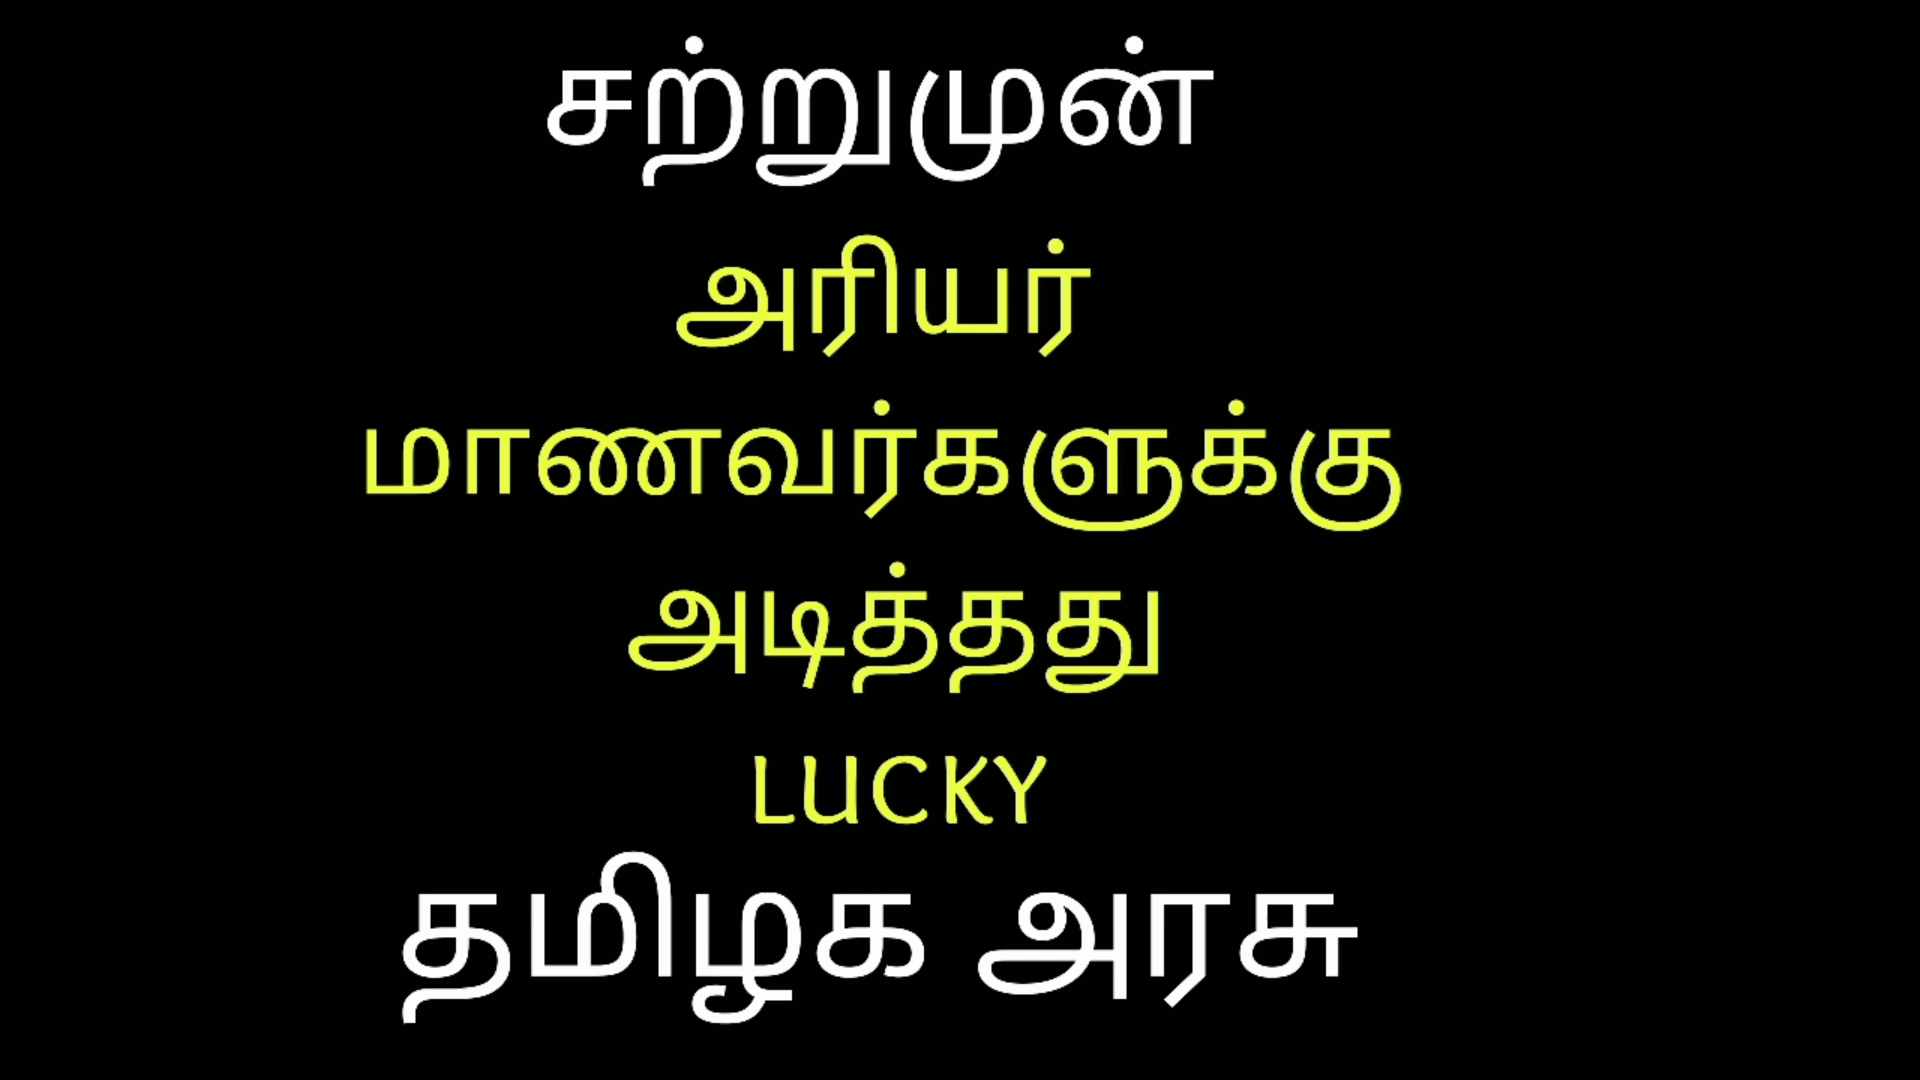 சற்றுமுன்
அரியர்
மாணவர்களுக்கு
அடித்தது
LUCKY
தமிழக அரசு